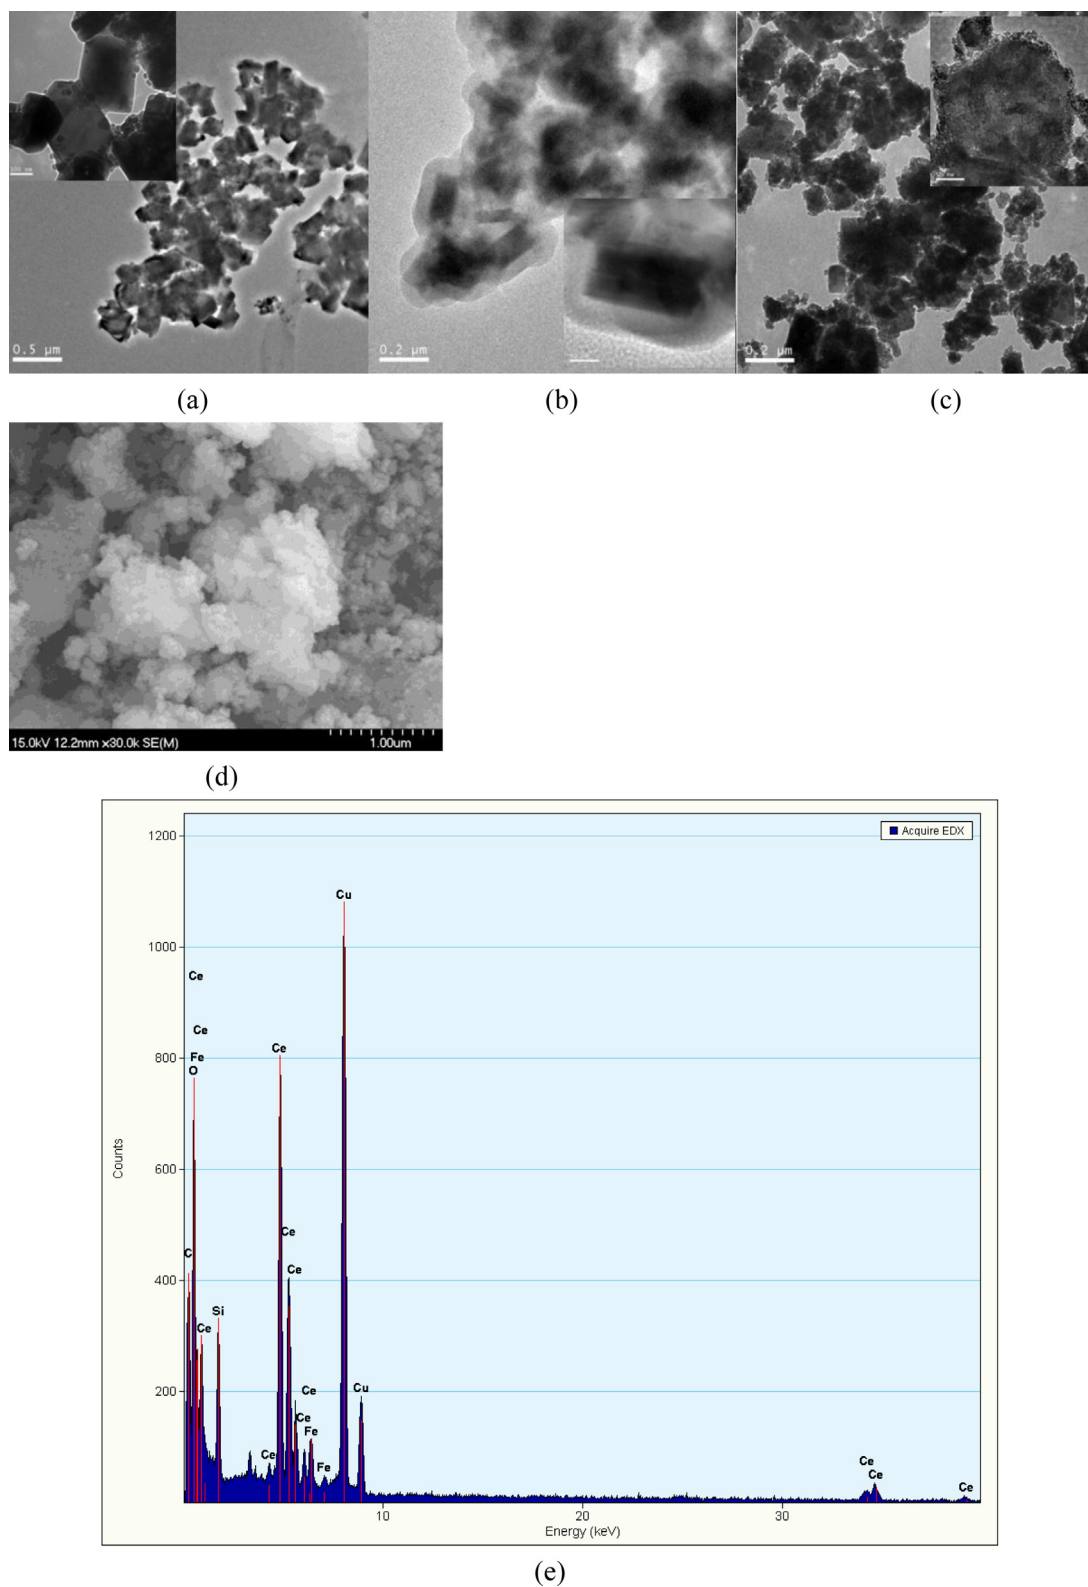 0.5 µm
0.2 µm
0.2 µm
(a)
(b)
(c)
15.0kV 12.2mm x30.0k SE(M)
1.00um
(d)
Acquire EDX
1200
1000
800
600
400
200
Counts
Ce
Ce
Fe
O
C
Ce
Si
Ce
Ce
Ce
Ce
Ce
Ce
Fe
Fe
Cu
Cu
Ce
Ce
Ce
10
20
30
Energy (keV)
(e)